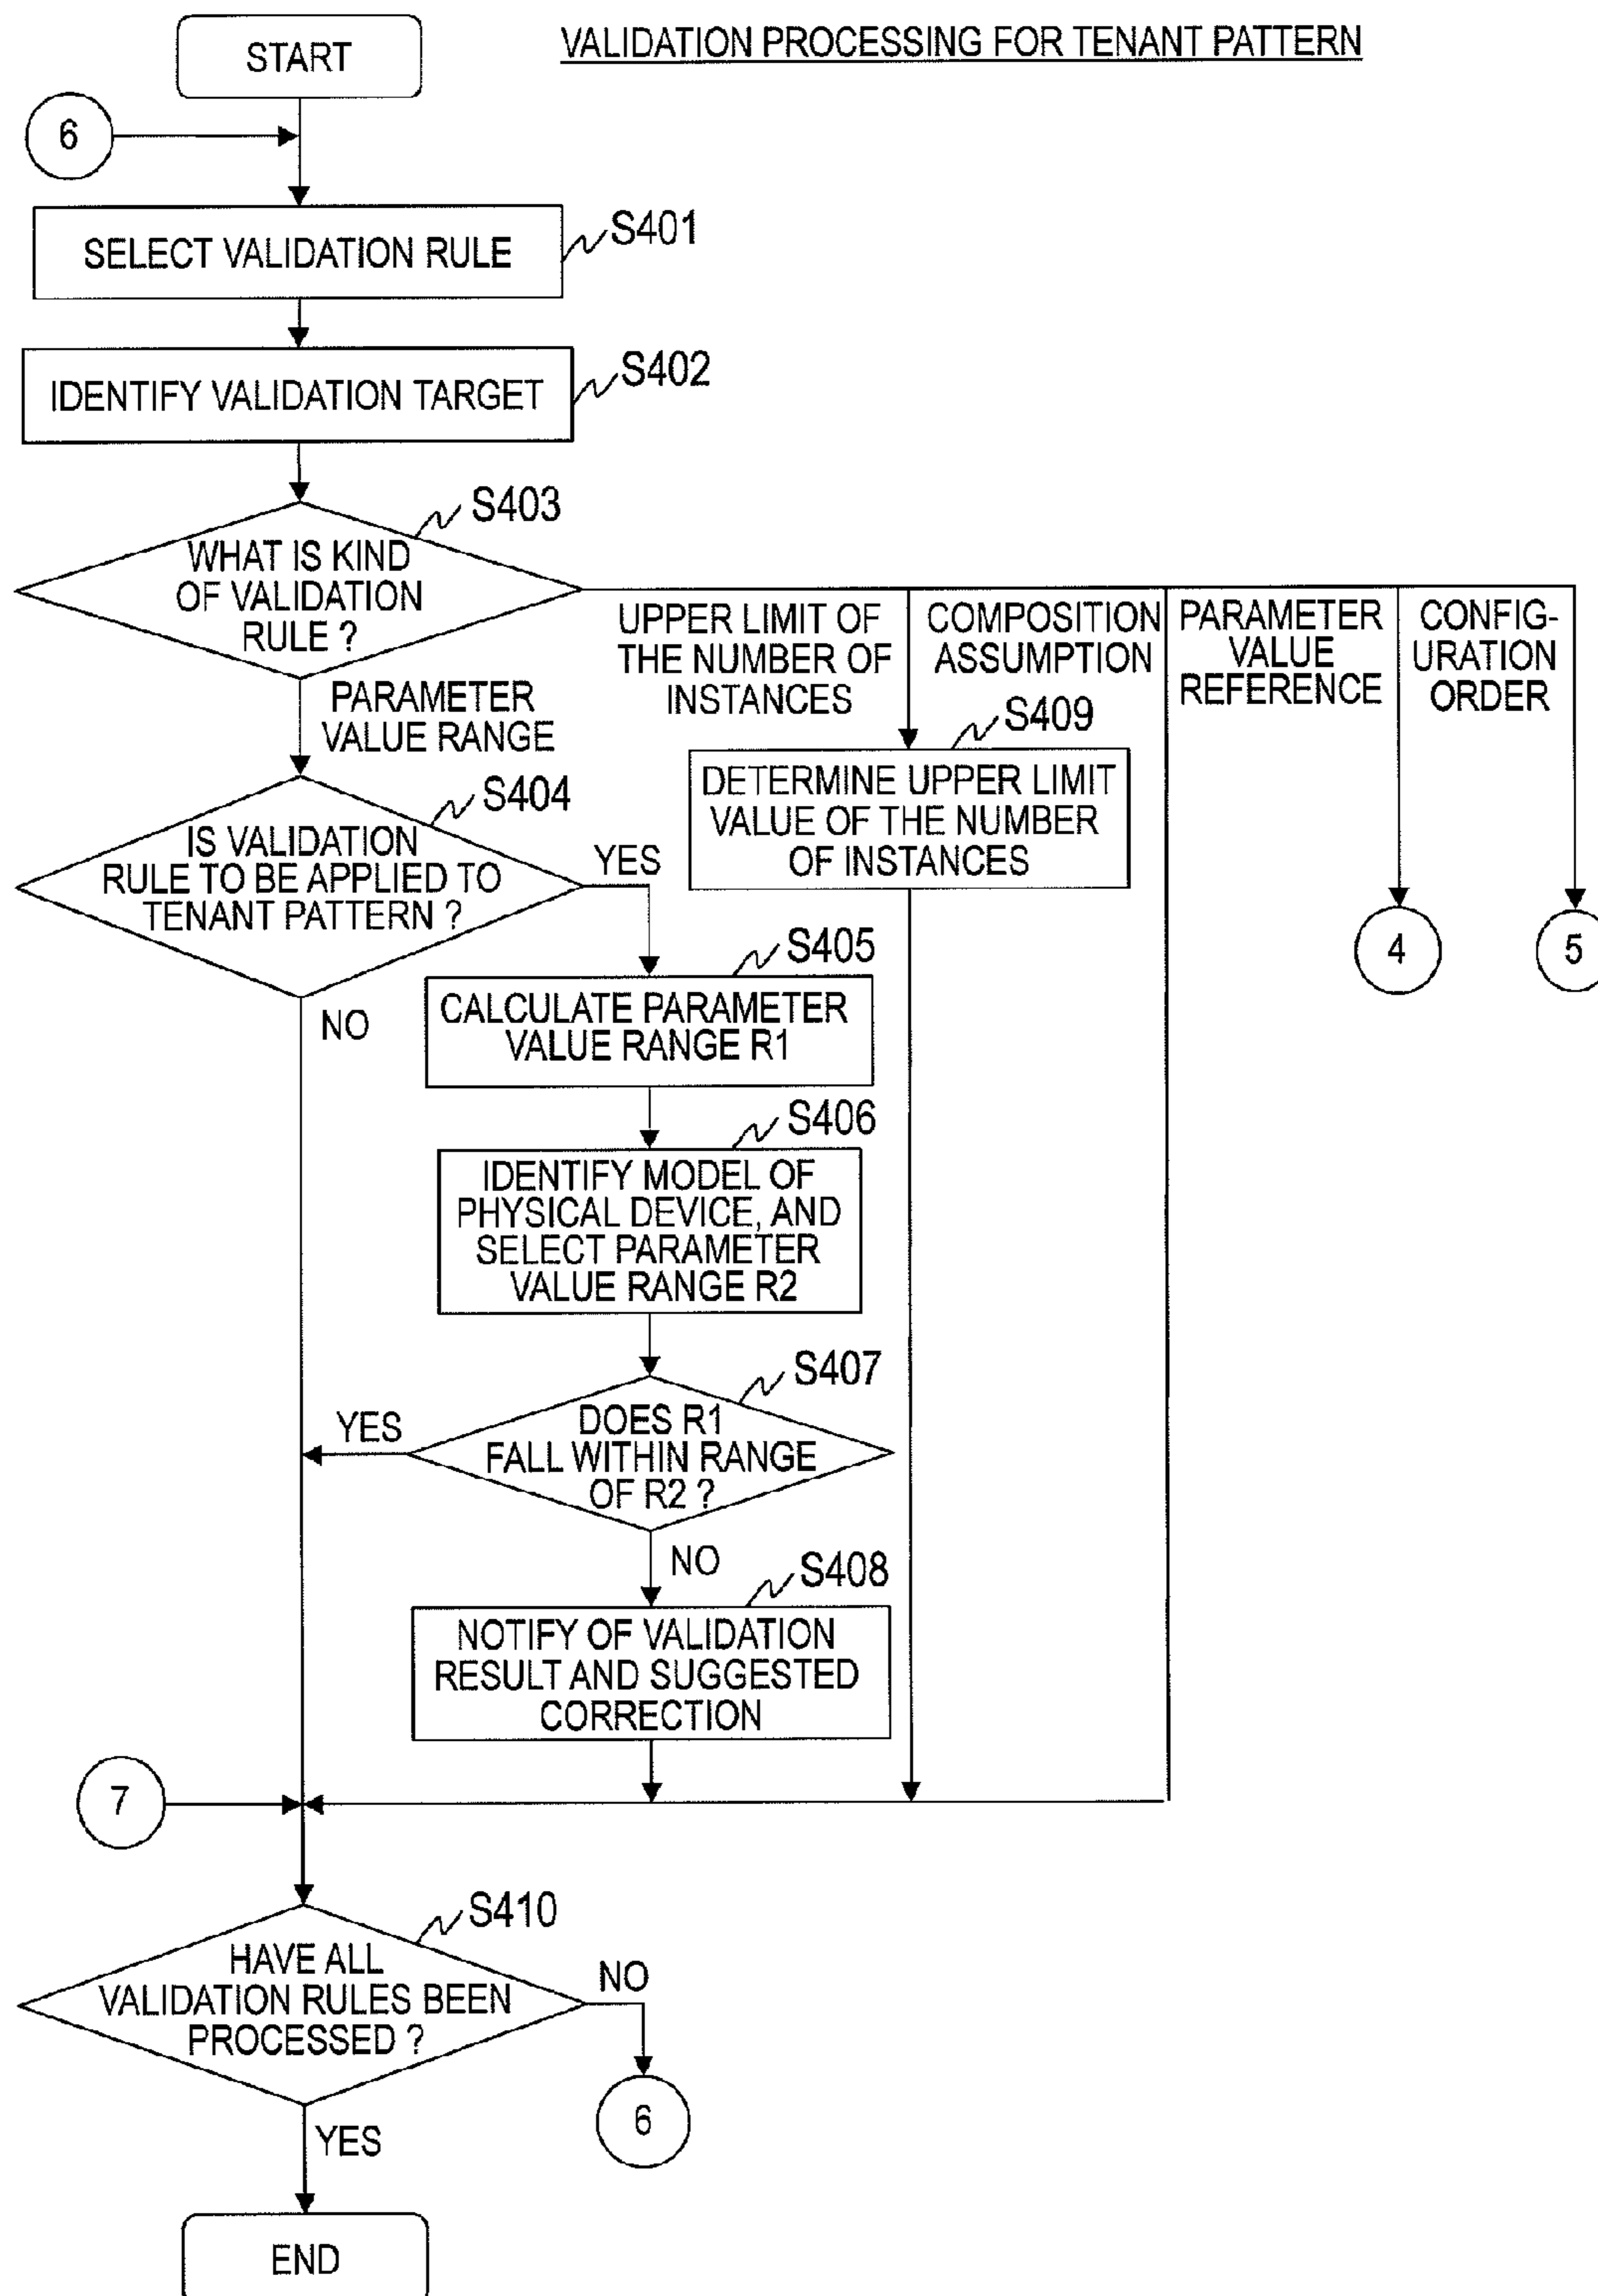 START
VALIDATION PROCESSING FOR TENANT PATTERN
6
SELECT VALIDATION RULE
S401
IDENTIFY VALIDATION TARGET
S402
S403
WHAT IS KIND
OF VALIDATION
RULE ?
PARAMETER
VALUE RANGE
UPPER LIMIT OF
THE NUMBER OF
INSTANCES
COMPOSITION
ASSUMPTION
PARAMETER
VALUE
REFERENCE
CONFIG-
URATION
ORDER
S409
DETERMINE UPPER LIMIT
VALUE OF THE NUMBER
OF INSTANCES
4
5
S404
IS VALIDATION
RULE TO BE APPLIED TO
TENANT PATTERN ?
YES
NO
S405
CALCULATE PARAMETER
VALUE RANGE R1
S406
IDENTIFY MODEL OF
PHYSICAL DEVICE, AND
SELECT PARAMETER
VALUE RANGE R2
S407
DOES R1
FALL WITHIN RANGE
OF R2 ?
YES
NO
S408
NOTIFY OF VALIDATION
RESULT AND SUGGESTED
CORRECTION
7
S410
HAVE ALL
VALIDATION RULES BEEN
PROCESSED ?
NO
6
YES
END